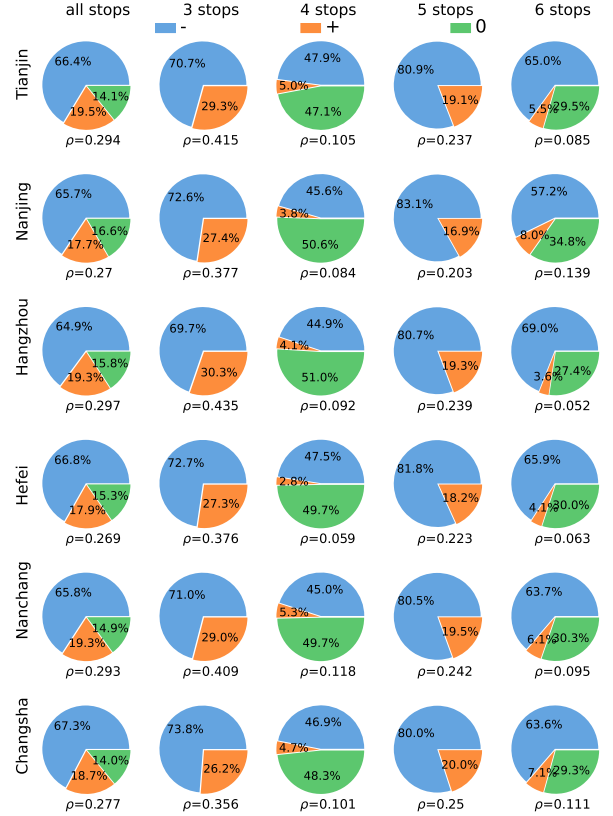 all stops 3 stops 4 stops 5 stops 6 stops
- + 0
Tianjin
66.4% 19.5% 14.1%
70.7% 29.3%
47.9% 5.0% 47.1%
80.9% 19.1%
65.0% 5.5% 29.5%
ρ=0.294 ρ=0.415 ρ=0.105 ρ=0.237 ρ=0.085
Nanjing
65.7% 17.7% 16.6%
72.6% 27.4%
45.6% 3.8% 50.6%
83.1% 16.9%
57.2% 8.0% 34.8%
ρ=0.27 ρ=0.377 ρ=0.084 ρ=0.203 ρ=0.139
Hangzhou
64.9% 19.3% 15.8%
69.7% 30.3%
44.9% 4.1% 51.0%
80.7% 19.3%
69.0% 3.6% 27.4%
ρ=0.297 ρ=0.435 ρ=0.092 ρ=0.239 ρ=0.052
Hefei
66.8% 17.9% 15.3%
72.7% 27.3%
47.5% 2.8% 49.7%
81.8% 18.2%
65.9% 4.1% 30.0%
ρ=0.269 ρ=0.376 ρ=0.059 ρ=0.223 ρ=0.063
Nanchang
65.8% 19.3% 14.9%
71.0% 29.0%
45.0% 5.3% 49.7%
80.5% 19.5%
63.7% 6.1% 30.3%
ρ=0.293 ρ=0.409 ρ=0.118 ρ=0.242 ρ=0.095
Changsha
67.3% 18.7% 14.0%
73.8% 26.2%
46.9% 4.7% 48.3%
80.0% 20.0%
63.6% 7.1% 29.3%
ρ=0.277 ρ=0.356 ρ=0.101 ρ=0.25 ρ=0.111